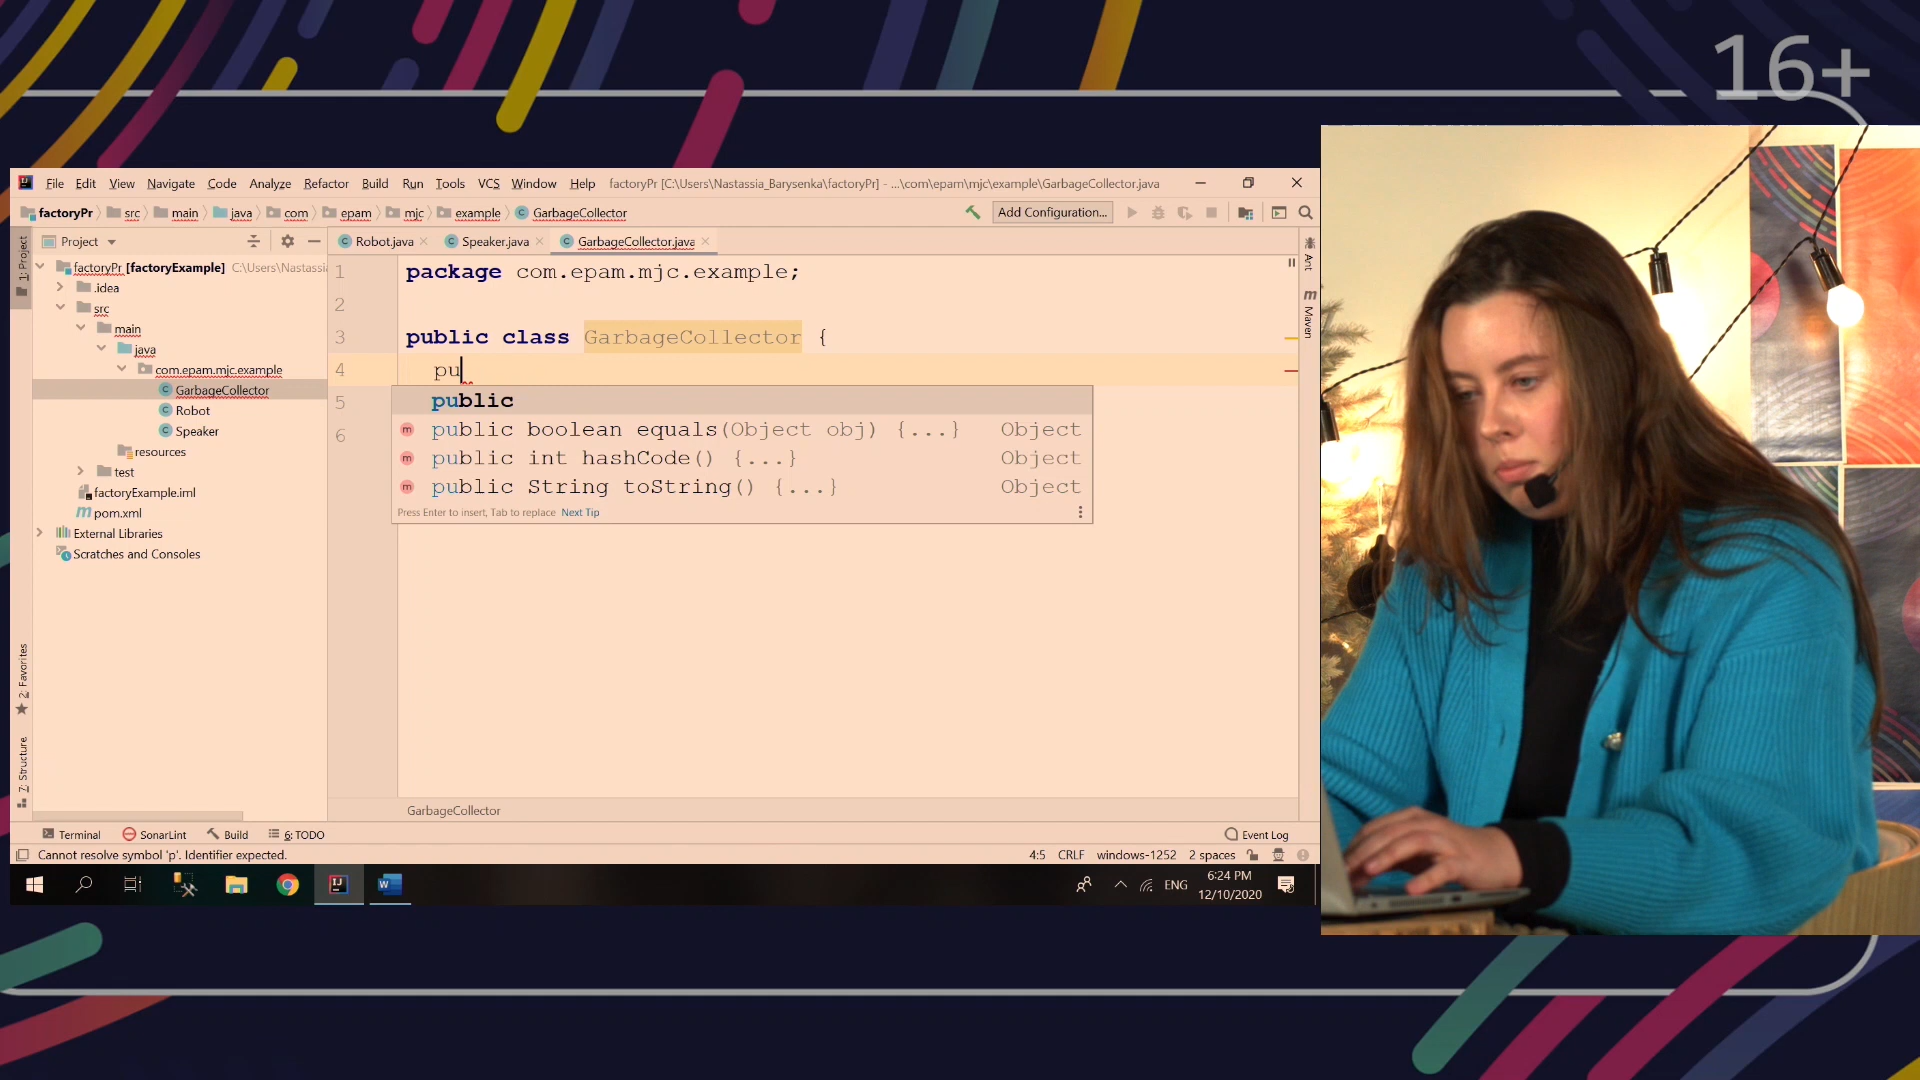 16+
File Edit View Navigate Code Analyze Refactor Build Run Tools VCS Window Help factoryPr [C:\Users\Nastassia_Barysenka\factoryPr] - ...\com\epam\mjc\example\GarbageCollector.java
factoryPr src main java com epam mjc example GarbageCollector Add Configuration...
Project Robot.java Speaker.java GarbageCollector.java
1: Project
factoryPr [factoryExample] C:\Users\Nastassi
.idea
src
main
java
com.epam.mjc.example
GarbageCollector
Robot
Speaker
resources
test
factoryExample.iml
pom.xml
External Libraries
Scratches and Consoles
2: Favorites
7: Structure
1 package com.epam.mjc.example;
2
3 public class GarbageCollector {
4 pu
5
6
public
public boolean equals(Object obj) {...} Object
public int hashCode() {...} Object
public String toString() {...} Object
Press Enter to insert, Tab to replace Next Tip
Ant
Maven
GarbageCollector
Terminal SonarLint Build 6: TODO Event Log
Cannot resolve symbol 'p'. Identifier expected. 4:5 CRLF windows-1252 2 spaces
ENG 6:24 PM
12/10/2020